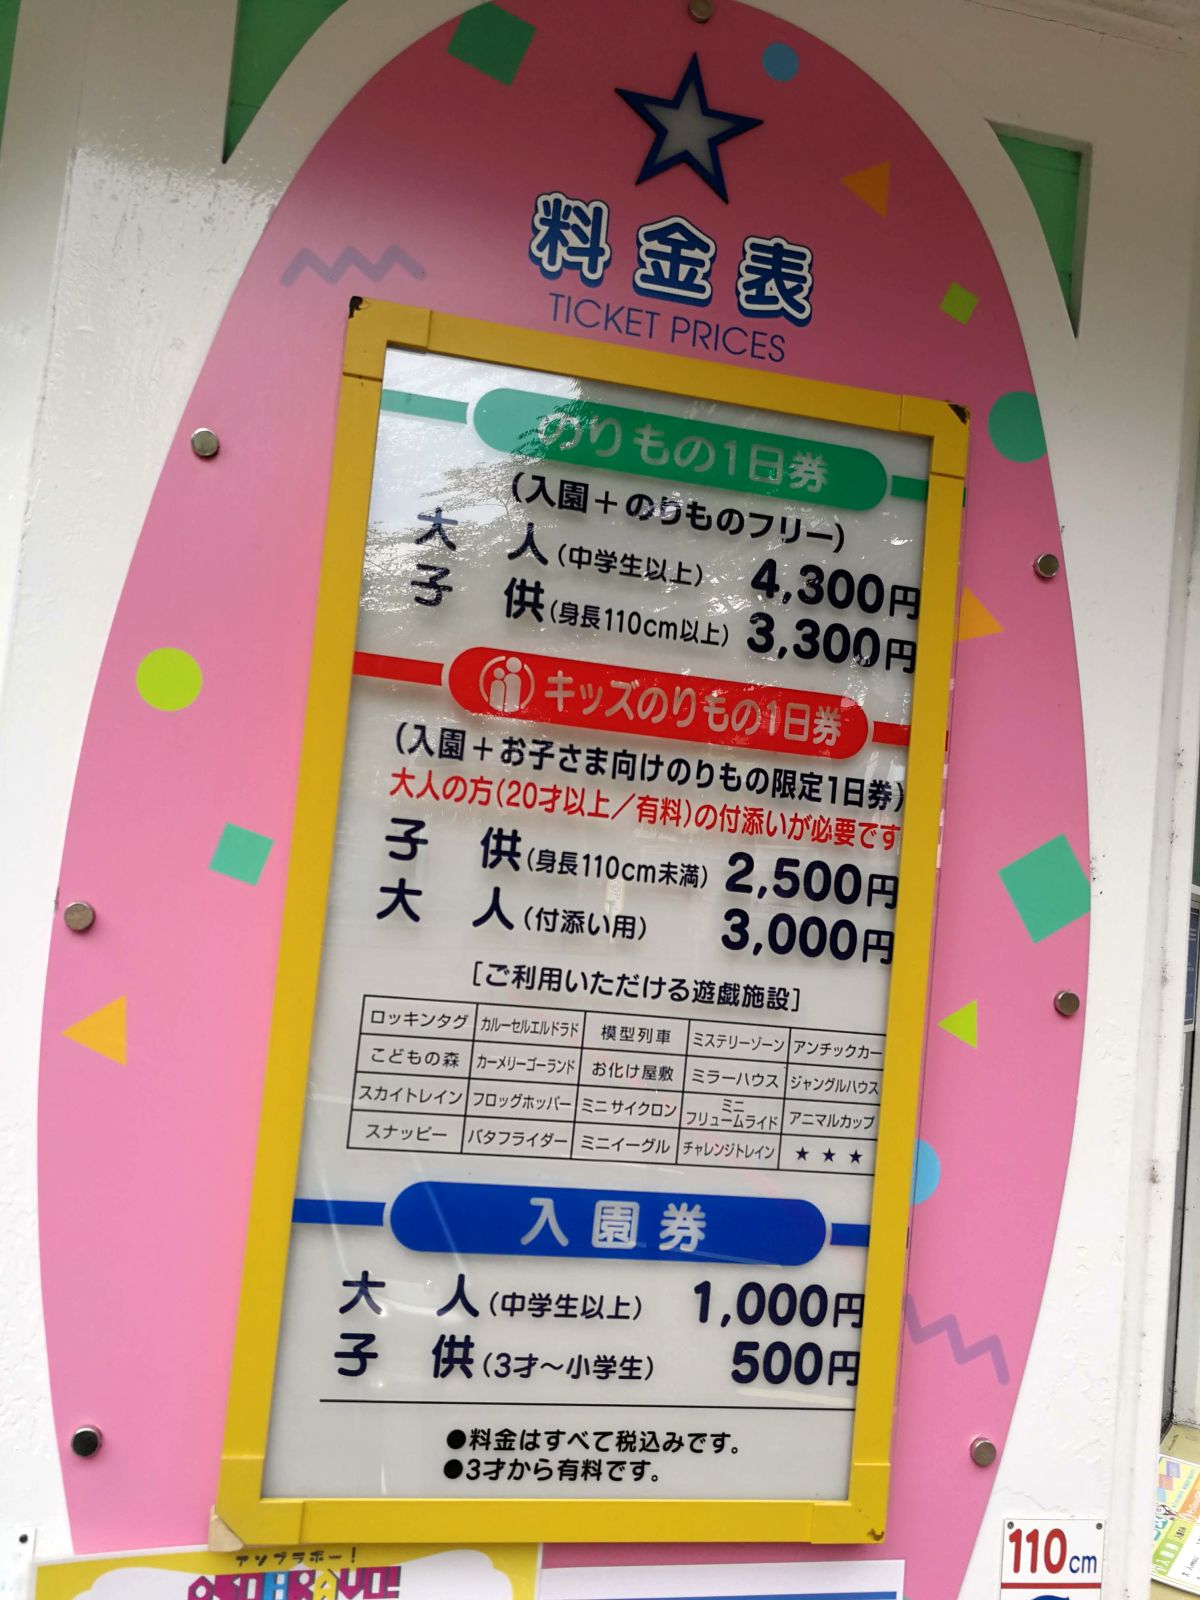 料金表
TICKET PRICES
のりもの1日券
(入園+のりものフリー)
大人(中学生以上) 4,300円
子供(身長110cm以上) 3,300円
キッズのりもの1日券
(入園+お子さま向けのりもの限定1日券)
大人の方(20才以上/有料)の付添いが必要です
子供(身長110cm未満) 2,500円
大人(付添い用) 3,000円
[ご利用いただける遊戯施設]
ロッキンタグ カルーセルエルドラド 模型列車 ミステリーゾーン アンチックカー
こどもの森 カーメリーゴーランド お化け屋敷 ミラーハウス ジャングルハウス
スカイトレイン フロッグホッパー ミニサイクロン ミニフリュームライド アニマルカップ
スナッピー バタフライダー ミニイーグル チャレンジトレイン ★★★
入園券
大人(中学生以上) 1,000円
子供(3才～小学生) 500円
●料金はすべて税込みです。
●3才から有料です。
アソブラボー!
110cm